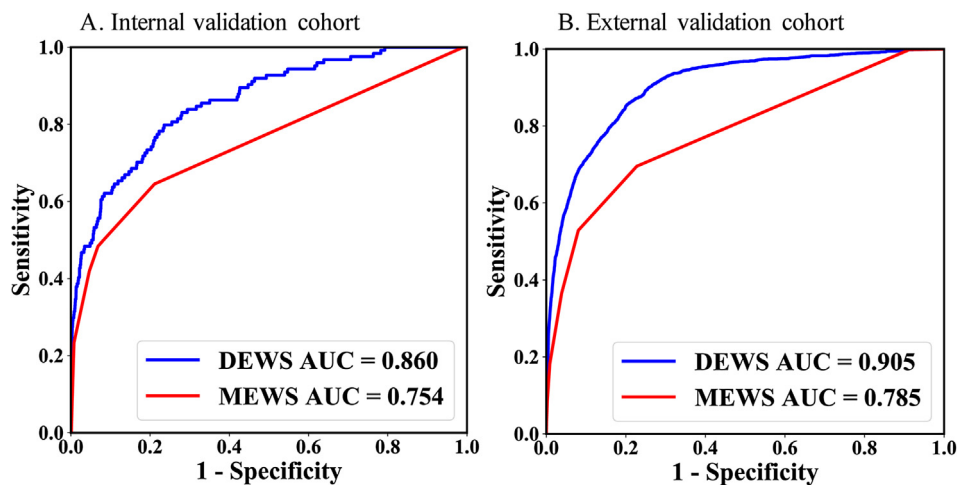 A. Internal validation cohort
1.0
0.8
0.6
0.4
0.2
0.0
Sensitivity
DEWS AUC = 0.860
MEWS AUC = 0.754
0.0 0.2 0.4 0.6 0.8 1.0
1 - Specificity
B. External validation cohort
1.0
0.8
0.6
0.4
0.2
0.0
Sensitivity
DEWS AUC = 0.905
MEWS AUC = 0.785
0.0 0.2 0.4 0.6 0.8 1.0
1 - Specificity